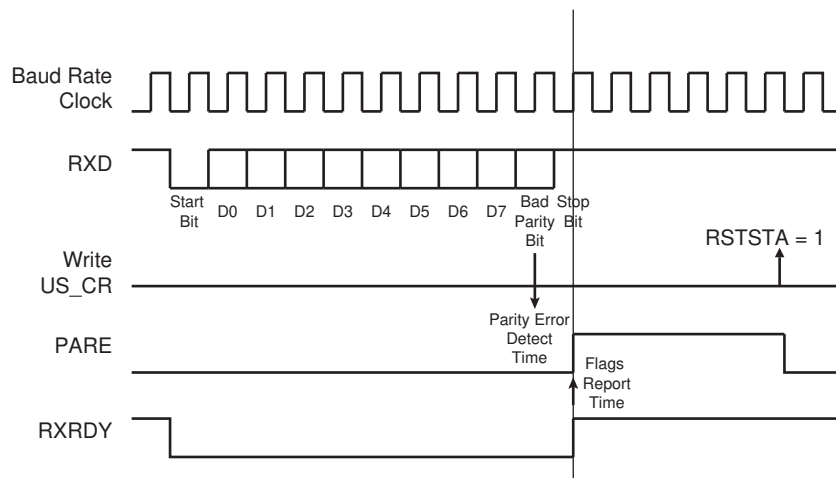 Baud Rate
Clock
RXD
Start
Bit
D0
D1
D2
D3
D4
D5
D6
D7
Bad
Parity
Bit
Stop
Bit
RSTSTA = 1
Write
US_CR
Parity Error
Detect
Time
PARE
Flags
Report
Time
RXRDY